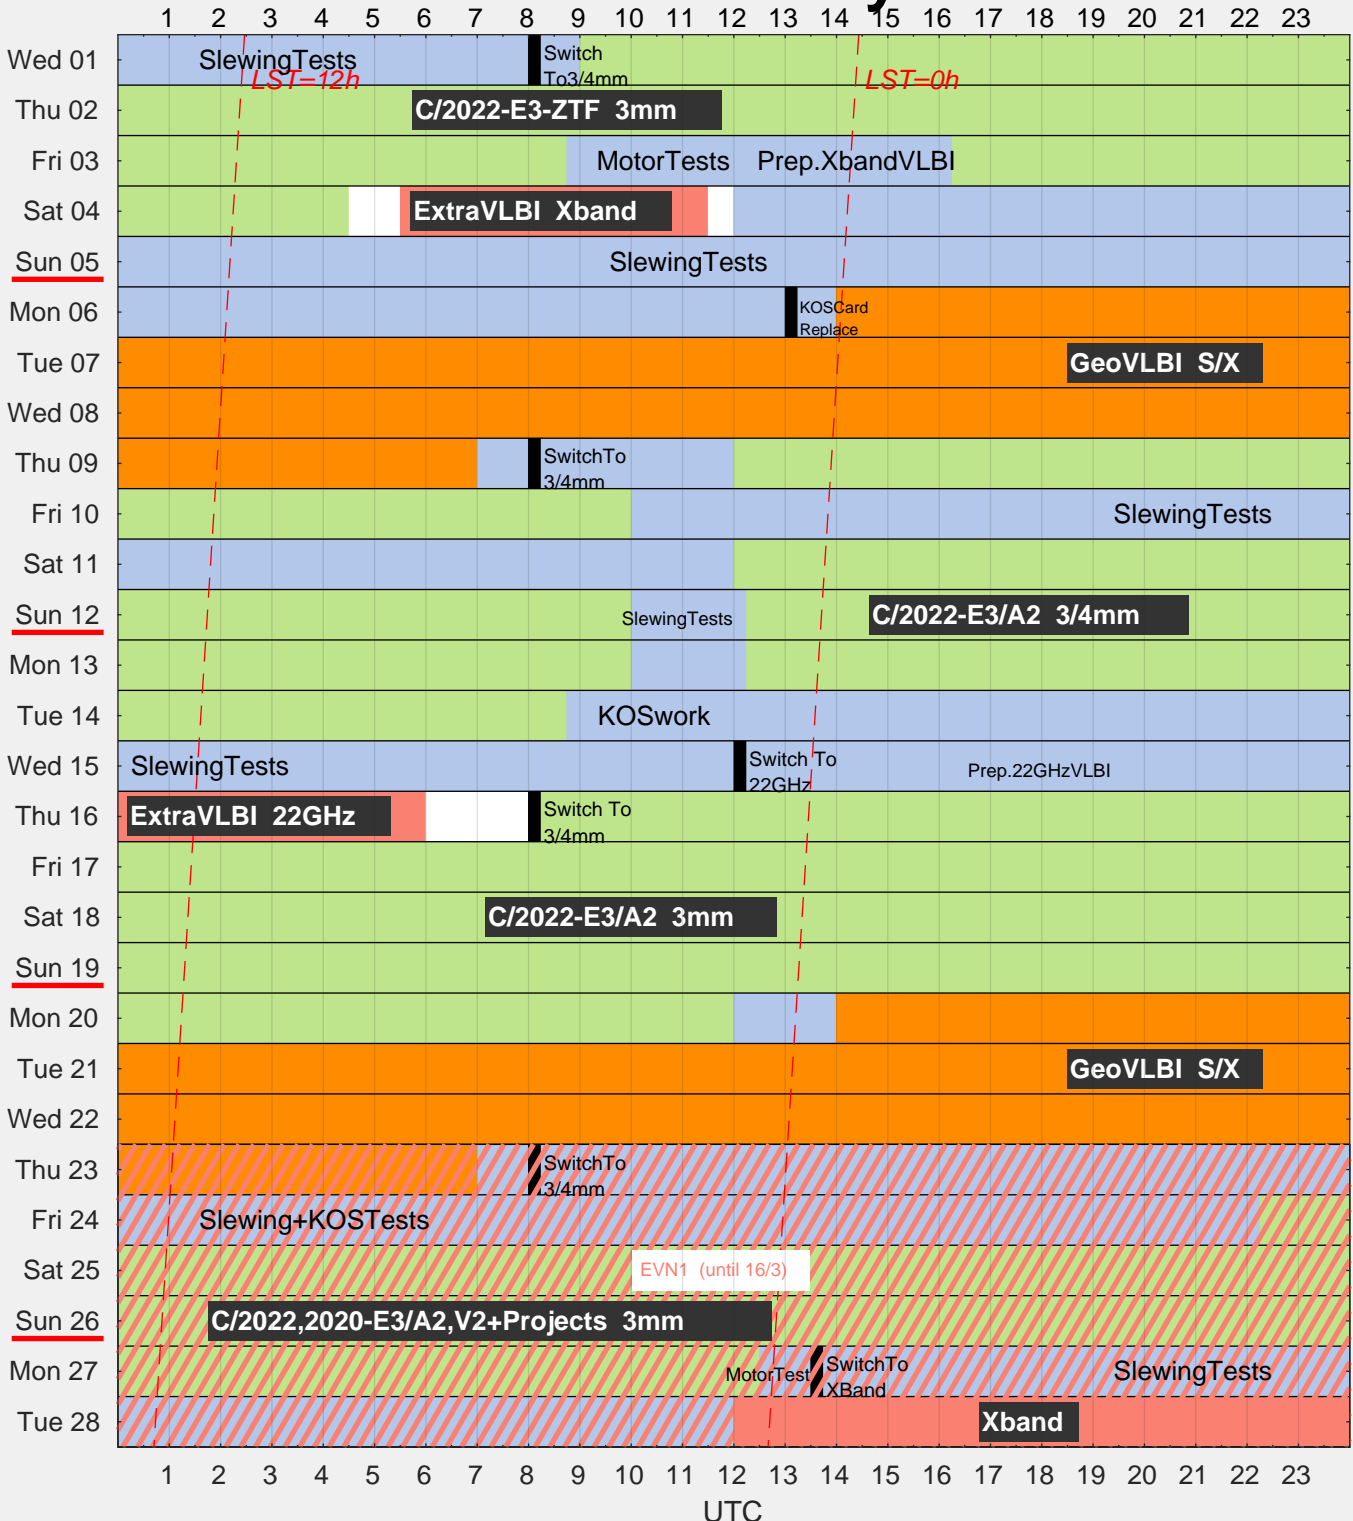 1 2 3 4 5 6 7 8 9 10 11 12 13 14 15 16 17 18 19 20 21 22 23
Wed 01 SlewingTests Switch
To3/4mm
LST=12h LST=0h
Thu 02 C/2022-E3-ZTF 3mm
Fri 03 MotorTests Prep.XbandVLBI
Sat 04 ExtraVLBI Xband
Sun 05 SlewingTests
Mon 06 KOSCard
Replace
Tue 07 GeoVLBI S/X
Wed 08
Thu 09 SwitchTo
3/4mm
Fri 10 SlewingTests
Sat 11
Sun 12 SlewingTests C/2022-E3/A2 3/4mm
Mon 13
Tue 14 KOSwork
Wed 15 SlewingTests Switch To
22GHz Prep.22GHzVLBI
Thu 16 ExtraVLBI 22GHz Switch To
3/4mm
Fri 17
Sat 18 C/2022-E3/A2 3mm
Sun 19
Mon 20
Tue 21 GeoVLBI S/X
Wed 22
Thu 23 SwitchTo
3/4mm
Fri 24 Slewing+KOSTests
Sat 25 EVN1 (until 16/3)
Sun 26 C/2022,2020-E3/A2,V2+Projects 3mm
Mon 27 MotorTest SwitchTo
XBand SlewingTests
Tue 28 Xband
1 2 3 4 5 6 7 8 9 10 11 12 13 14 15 16 17 18 19 20 21 22 23
UTC